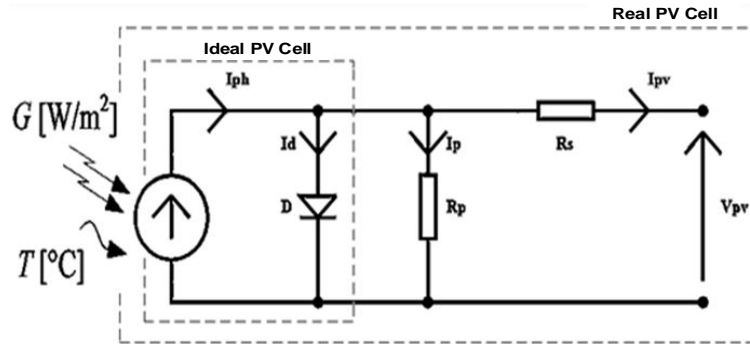 Real PV Cell
Ideal PV Cell
Iph
Ipv
G [W/m²]
Id
Ip
Rs
D
Rp
Vpv
T [°C]